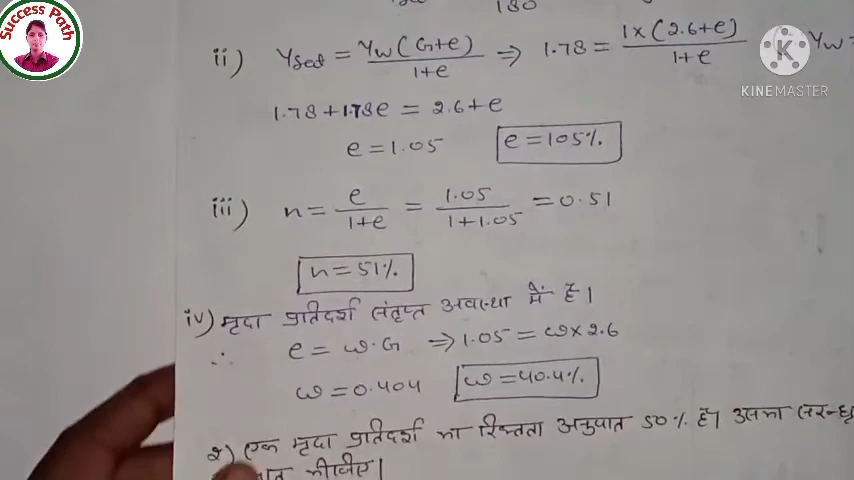 Success Path
180
ii) γsat = γw(G+e)/1+e ⇒ 1.78 = 1×(2.6+e)/1+e γw =
KINEMASTER
1.78+1.78e = 2.6+e
e = 1.05 e = 105%
iii) n = e/1+e = 1.05/1+1.05 = 0.51
n = 51%
iv) मृदा प्रतिदर्श संतृप्त अवस्था में है।
∴ e = ω.G ⇒ 1.05 = ω×2.6
ω = 0.404 ω = 40.4%
२) एक मृदा प्रतिदर्श का रिक्तता अनुपात 50% है। उसका
कीजिए।